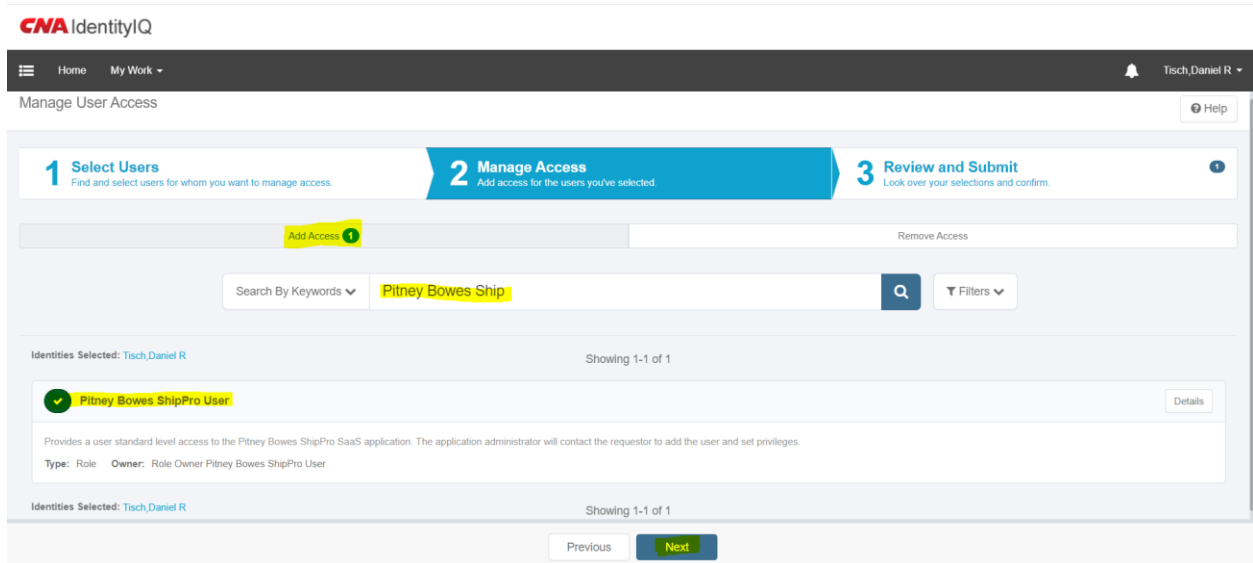 CNA IdentityIQ
Home My Work Tisch,Daniel R
Manage User Access Help
1 Select Users
Find and select users for whom you want to manage access.
2 Manage Access
Add access for the users you've selected.
3 Review and Submit 1
Look over your selections and confirm.
Add Access 1 Remove Access
Search By Keywords Pitney Bowes Ship Filters
Identities Selected: Tisch,Daniel R Showing 1-1 of 1
Pitney Bowes ShipPro User Details
Provides a user standard level access to the Pitney Bowes ShipPro SaaS application. The application administrator will contact the requestor to add the user and set privileges.
Type: Role Owner: Role Owner Pitney Bowes ShipPro User
Identities Selected: Tisch,Daniel R Showing 1-1 of 1
Previous Next